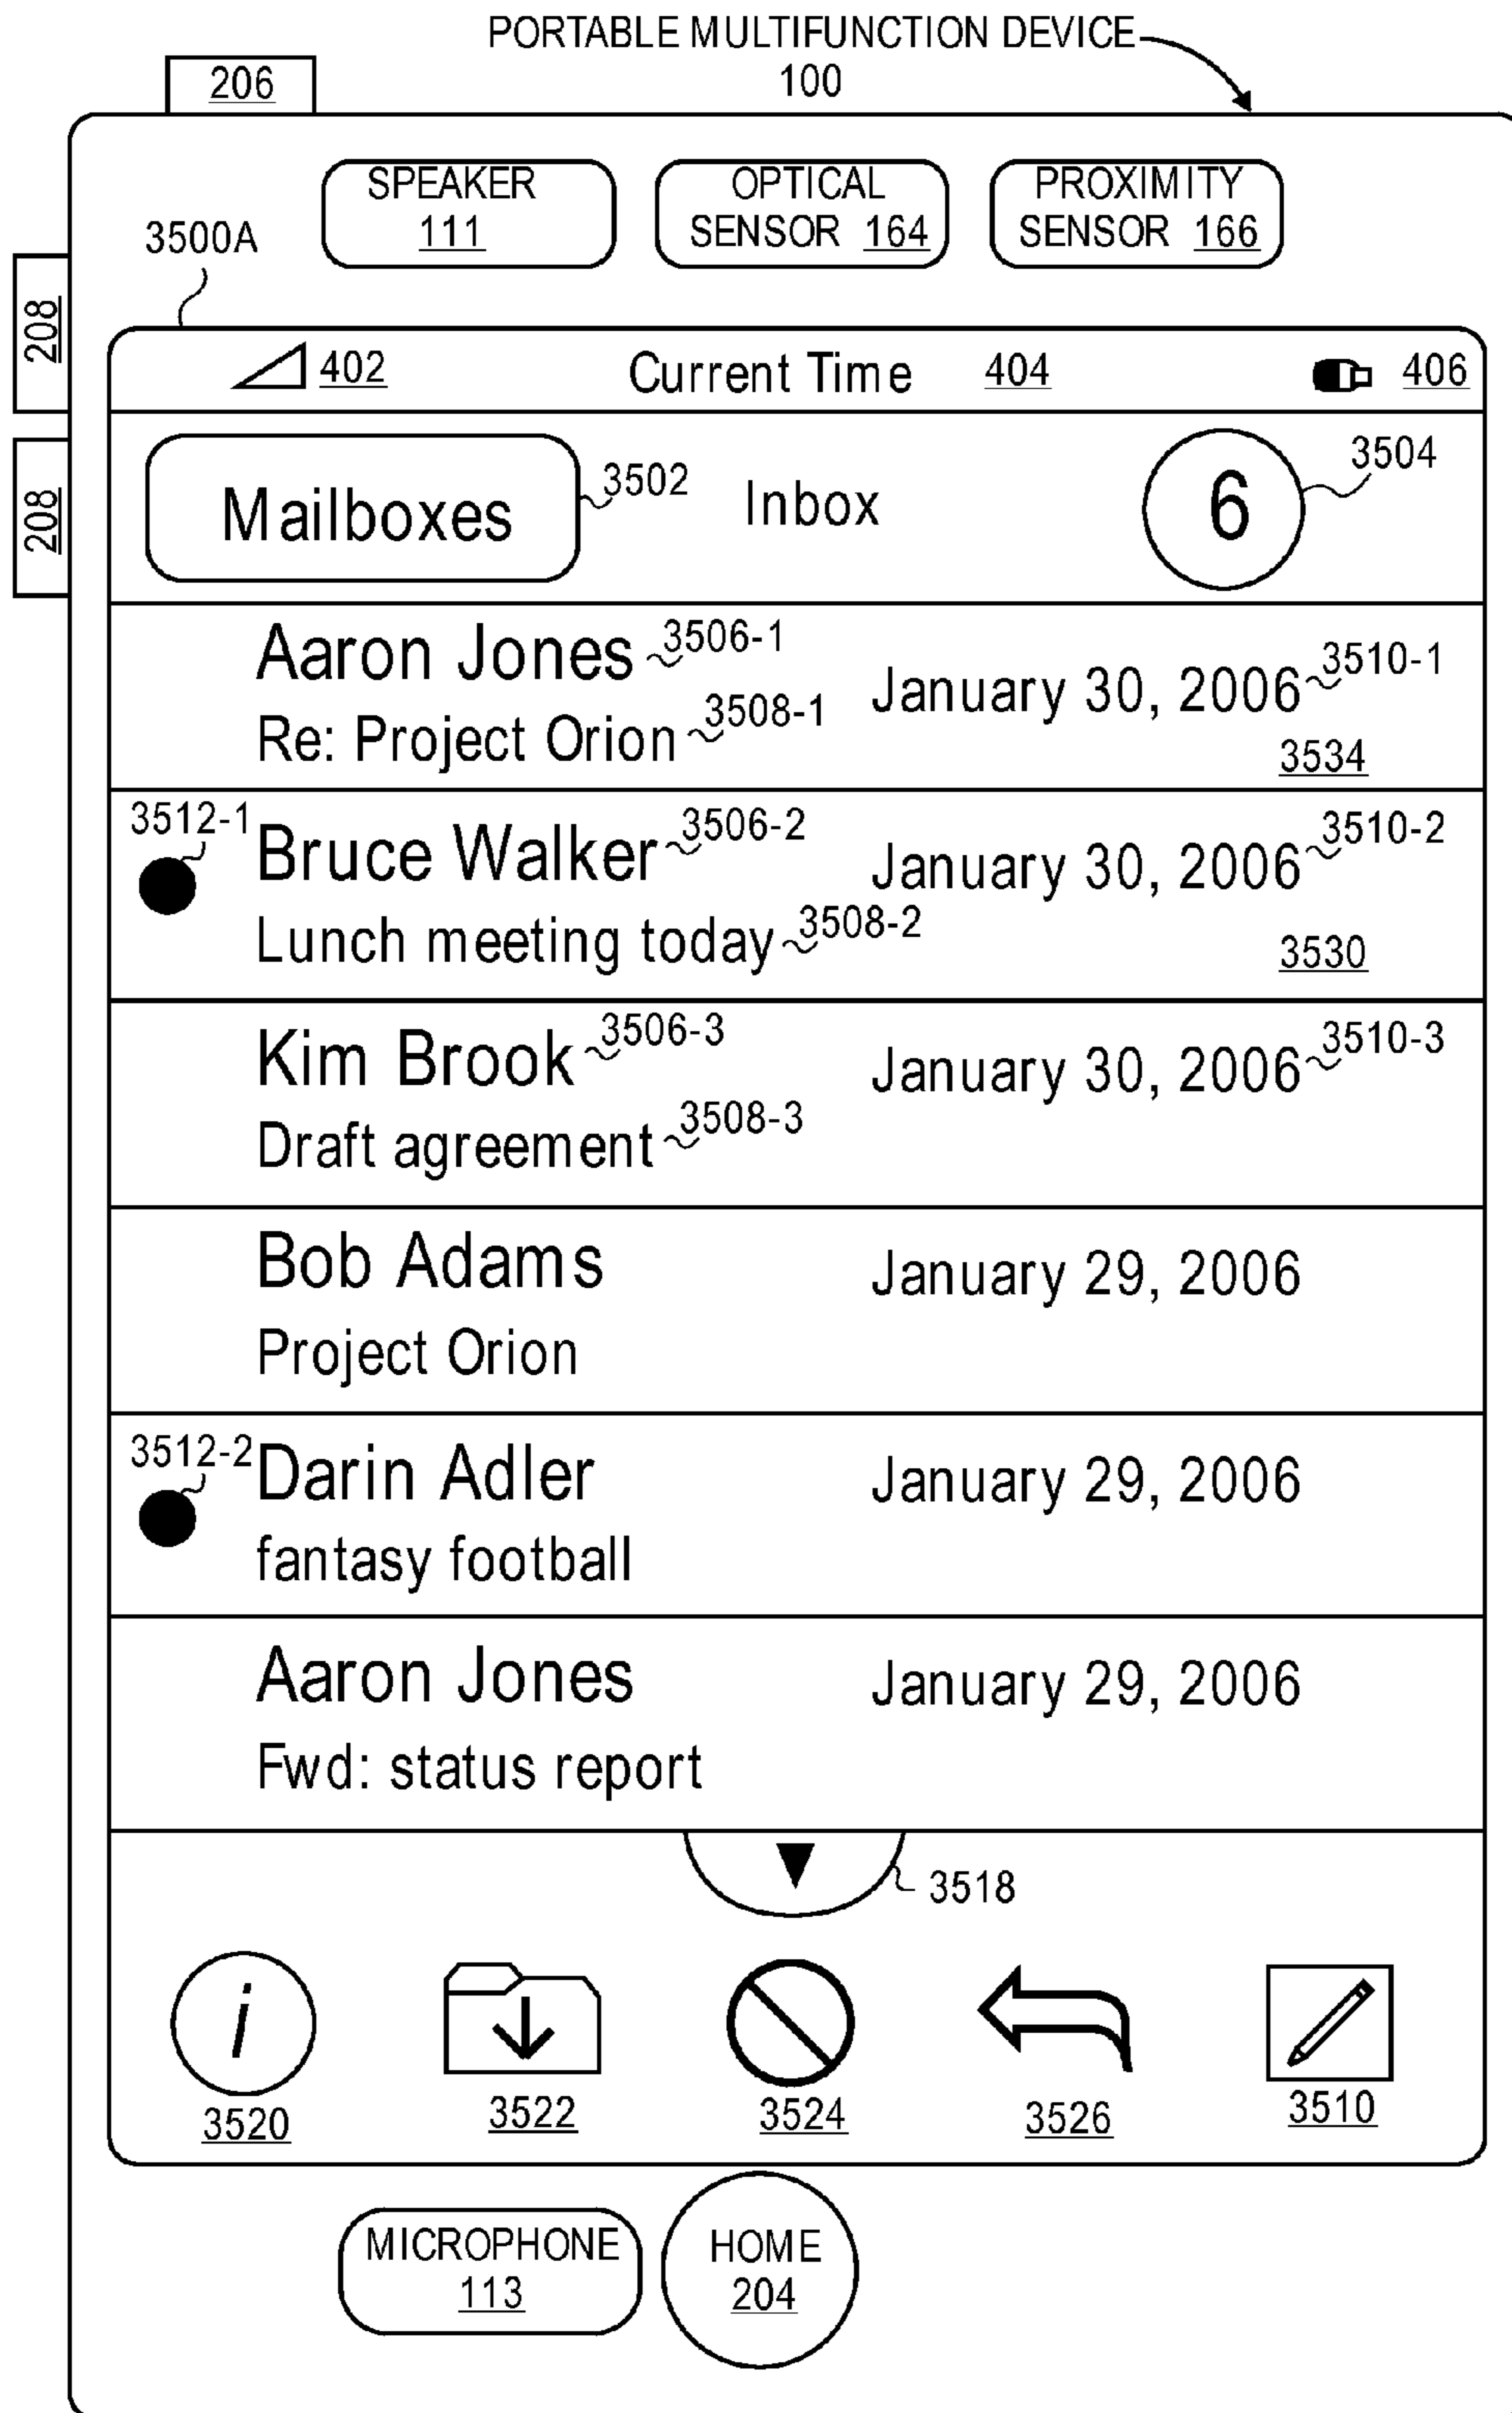 PORTABLE MULTIFUNCTION DEVICE
100
206
SPEAKER
111
OPTICAL
SENSOR 164
PROXIMITY
SENSOR 166
3500A
208
208
402 Current Time 404 406
Mailboxes 3502 Inbox 6 3504
Aaron Jones 3506-1
January 30, 2006 3510-1
Re: Project Orion 3508-1
3534
3512-1
Bruce Walker 3506-2
January 30, 2006 3510-2
Lunch meeting today 3508-2
3530
Kim Brook 3506-3
January 30, 2006 3510-3
Draft agreement 3508-3
Bob Adams January 29, 2006
Project Orion
3512-2
Darin Adler January 29, 2006
fantasy football
Aaron Jones January 29, 2006
Fwd: status report
3518
i
3520 3522 3524 3526 3510
MICROPHONE
113
HOME
204